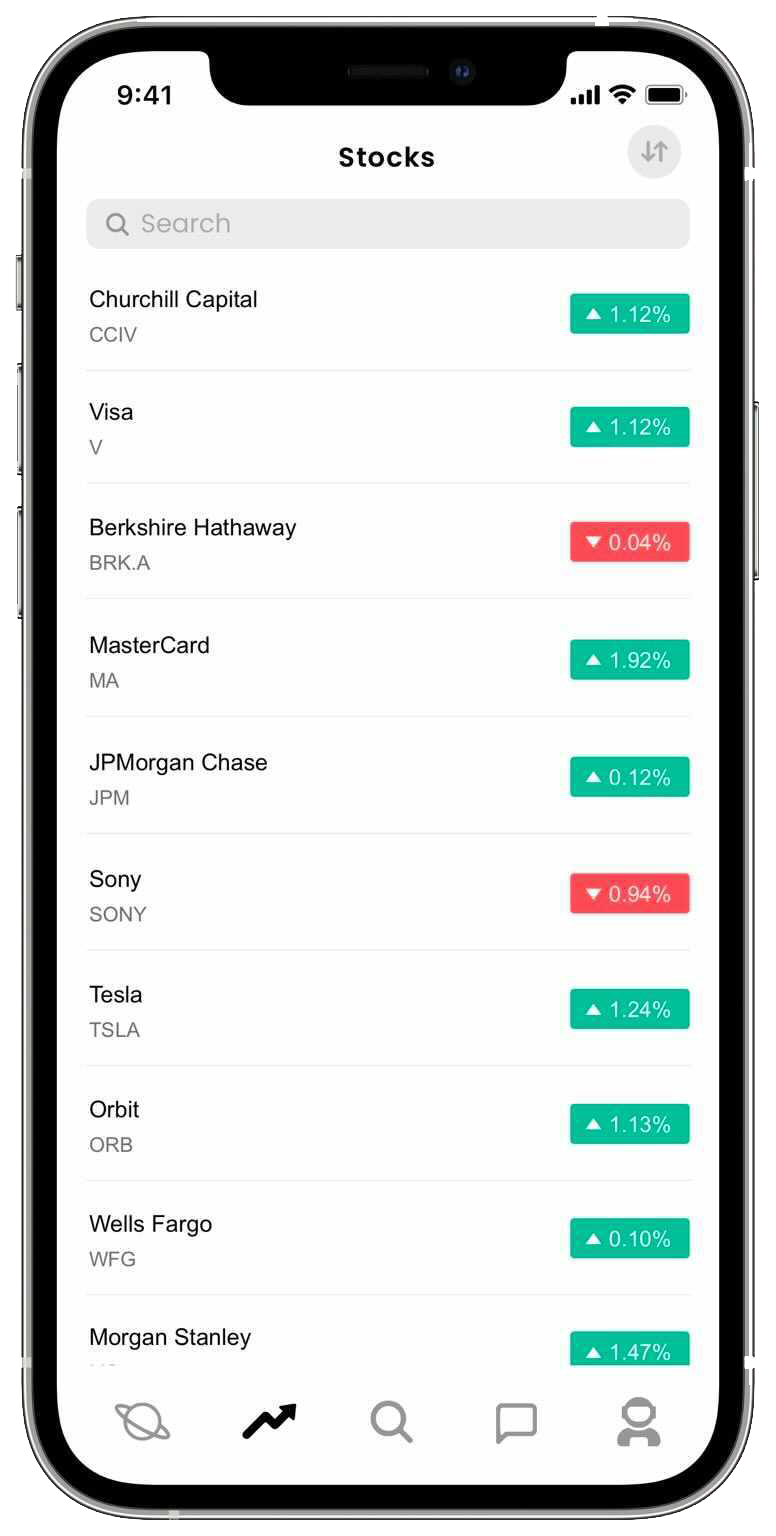 9:41
Stocks
Search
Churchill Capital
CCIV
▲ 1.12%
Visa
V
▲ 1.12%
Berkshire Hathaway
BRK.A
▼ 0.04%
MasterCard
MA
▲ 1.92%
JPMorgan Chase
JPM
▲ 0.12%
Sony
SONY
▼ 0.94%
Tesla
TSLA
▲ 1.24%
Orbit
ORB
▲ 1.13%
Wells Fargo
WFG
▲ 0.10%
Morgan Stanley
▲ 1.47%